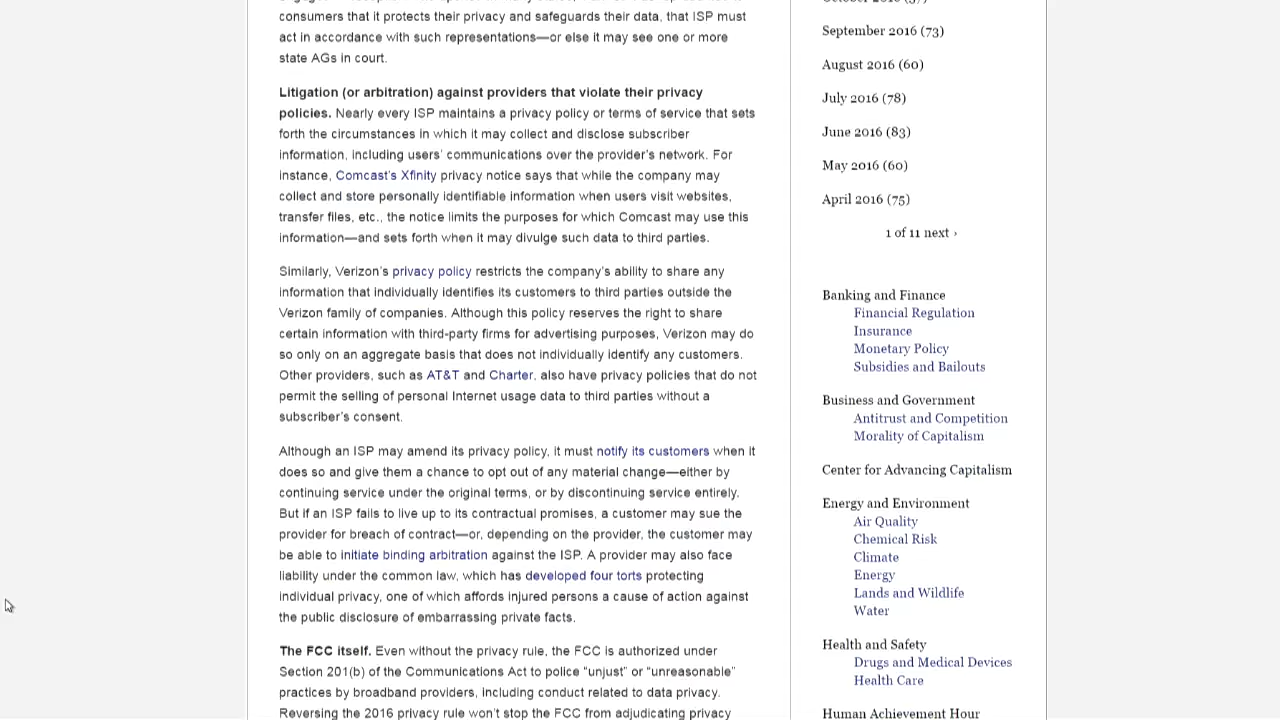 consumers that it protects their privacy and safeguards their data, that ISP must
act in accordance with such representations—or else it may see one or more
state AGs in court.
Litigation (or arbitration) against providers that violate their privacy
policies. Nearly every ISP maintains a privacy policy or terms of service that sets
forth the circumstances in which it may collect and disclose subscriber
information, including users' communications over the provider's network. For
instance, Comcast's Xfinity privacy notice says that while the company may
collect and store personally identifiable information when users visit websites,
transfer files, etc., the notice limits the purposes for which Comcast may use this
information—and sets forth when it may divulge such data to third parties.
Similarly, Verizon's privacy policy restricts the company's ability to share any
information that individually identifies its customers to third parties outside the
Verizon family of companies. Although this policy reserves the right to share
certain information with third-party firms for advertising purposes, Verizon may do
so only on an aggregate basis that does not individually identify any customers.
Other providers, such as AT&T and Charter, also have privacy policies that do not
permit the selling of personal Internet usage data to third parties without a
subscriber's consent.
Although an ISP may amend its privacy policy, it must notify its customers when it
does so and give them a chance to opt out of any material change—either by
continuing service under the original terms, or by discontinuing service entirely.
But if an ISP fails to live up to its contractual promises, a customer may sue the
provider for breach of contract—or, depending on the provider, the customer may
be able to initiate binding arbitration against the ISP. A provider may also face
liability under the common law, which has developed four torts protecting
individual privacy, one of which affords injured persons a cause of action against
the public disclosure of embarrassing private facts.
The FCC itself. Even without the privacy rule, the FCC is authorized under
Section 201(b) of the Communications Act to police "unjust" or "unreasonable"
practices by broadband providers, including conduct related to data privacy.
Reversing the 2016 privacy rule won't stop the FCC from adjudicating privacy
September 2016 (73)
August 2016 (60)
July 2016 (78)
June 2016 (83)
May 2016 (60)
April 2016 (75)
1 of 11 next ›
Banking and Finance
Financial Regulation
Insurance
Monetary Policy
Subsidies and Bailouts
Business and Government
Antitrust and Competition
Morality of Capitalism
Center for Advancing Capitalism
Energy and Environment
Air Quality
Chemical Risk
Climate
Energy
Lands and Wildlife
Water
Health and Safety
Drugs and Medical Devices
Health Care
Human Achievement Hour